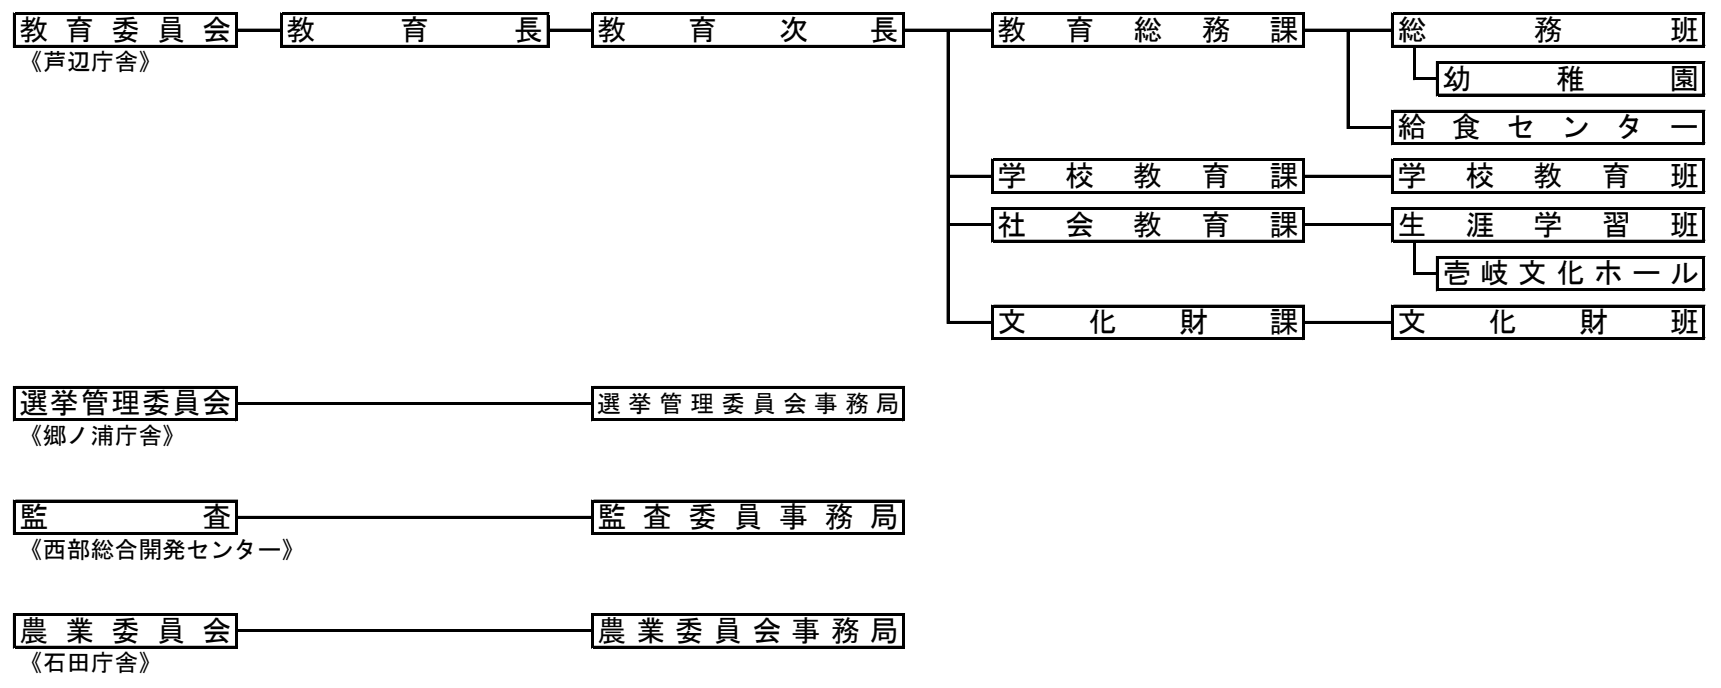 教育委員会 教育長 教育次長 教育総務課 総務班
《芦辺庁舎》
幼稚園
給食センター
学校教育課 学校教育班
社会教育課 生涯学習班
壱岐文化ホール
文化財課 文化財班
選挙管理委員会 選挙管理委員会事務局
《郷ノ浦庁舎》
監査 監査委員事務局
《西部総合開発センター》
農業委員会 農業委員会事務局
《石田庁舎》